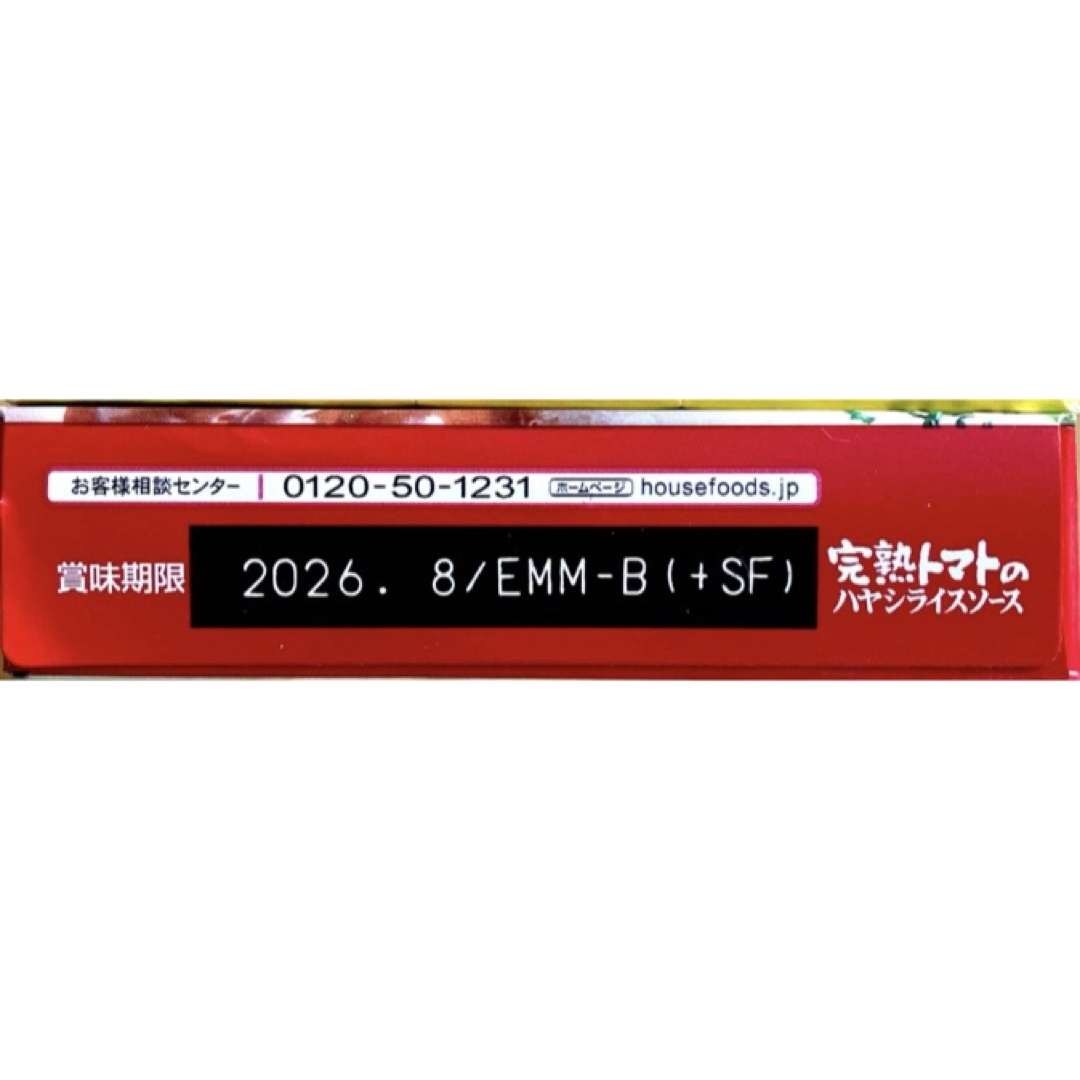 お客様相談センター | 0120-50-1231 ホームページ housefoods.jp
賞味期限 2026. 8/EMM-B(+SF)
完熟トマトの
ハヤシライスソース